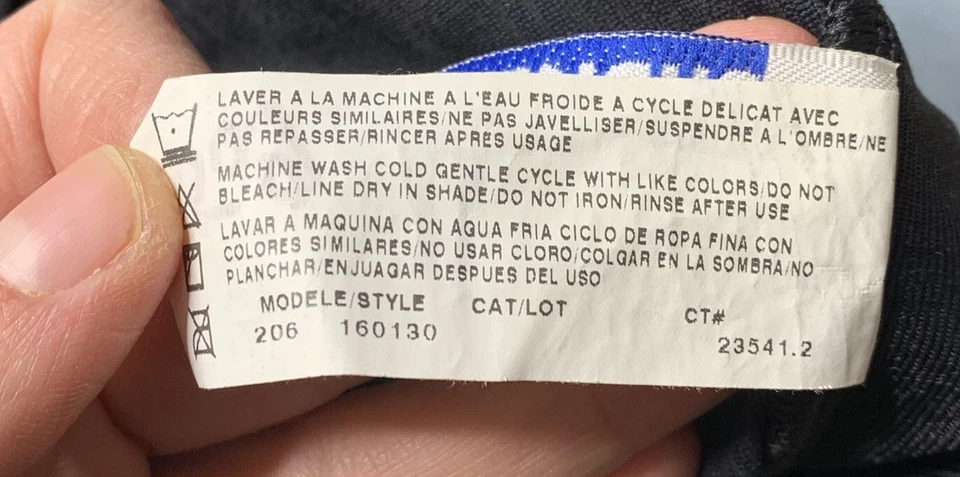 LAVER A LA MACHINE A L'EAU FROIDE A CYCLE DELICAT AVEC
COULEURS SIMILAIRES/NE PAS JAVELLISER/SUSPENDRE A L'OMBRE/NE
PAS REPASSER/RINCER APRES USAGE
MACHINE WASH COLD GENTLE CYCLE WITH LIKE COLORS/DO NOT
BLEACH/LINE DRY IN SHADE/DO NOT IRON/RINSE AFTER USE
LAVAR A MAQUINA CON AGUA FRIA CICLO DE ROPA FINA CON
COLORES SIMILARES/NO USAR CLORO/COLGAR EN LA SOMBRA/NO
PLANCHAR/ENJUAGAR DESPUES DEL USO
MODELE/STYLE CAT/LOT CT#
206 160130 23541.2